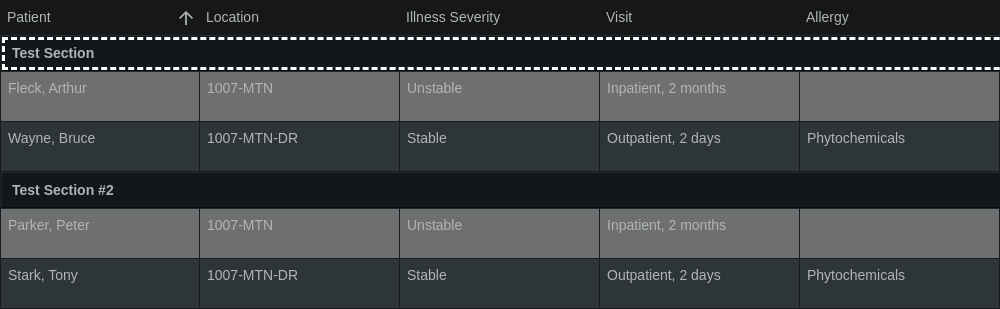 Patient Location Illness Severity Visit Allergy
Test Section
Fleck, Arthur 1007-MTN Unstable Inpatient, 2 months
Wayne, Bruce 1007-MTN-DR Stable Outpatient, 2 days Phytochemicals
Test Section #2
Parker, Peter 1007-MTN Unstable Inpatient, 2 months
Stark, Tony 1007-MTN-DR Stable Outpatient, 2 days Phytochemicals